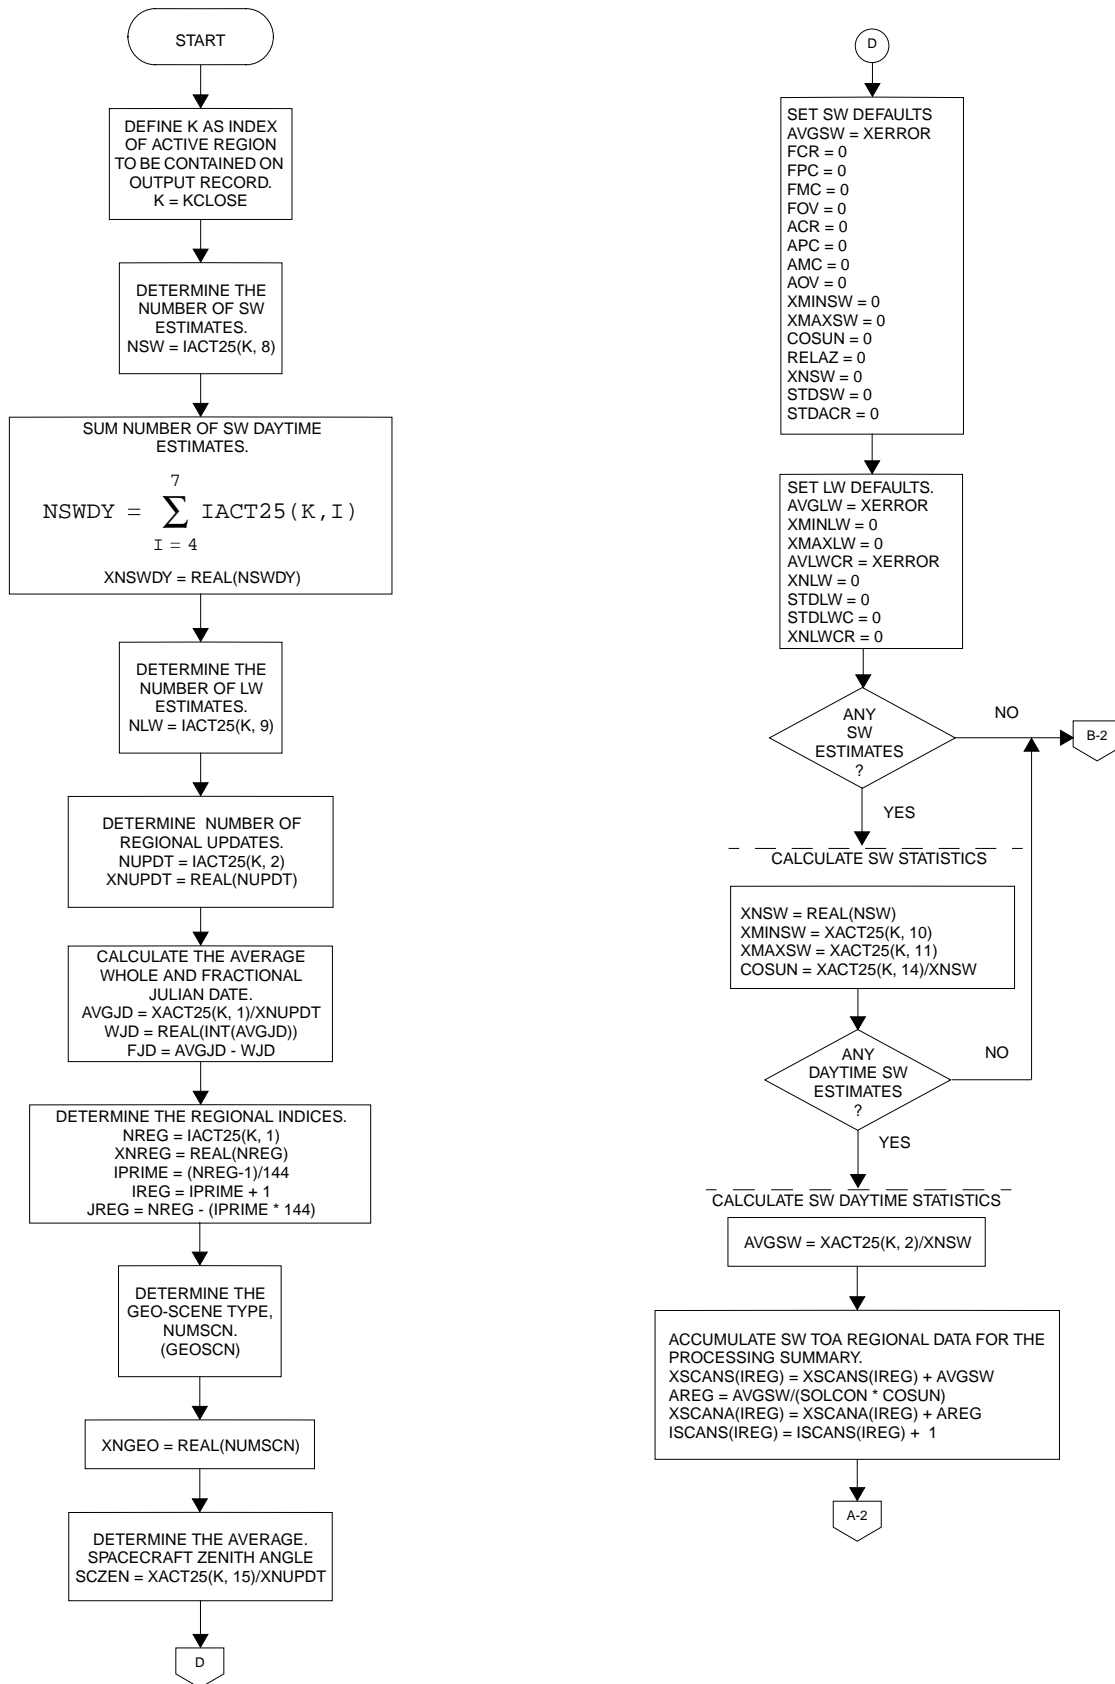 START
DEFINE K AS INDEX
OF ACTIVE REGION
TO BE CONTAINED ON
OUTPUT RECORD.
K = KCLOSE
DETERMINE THE
NUMBER OF SW
ESTIMATES.
NSW = IACT25(K, 8)
SUM NUMBER OF SW DAYTIME
ESTIMATES.
7
NSWDY = ∑ IACT25(K,I)
I = 4
XNSWDY = REAL(NSWDY)
DETERMINE THE
NUMBER OF LW
ESTIMATES.
NLW = IACT25(K, 9)
DETERMINE NUMBER OF
REGIONAL UPDATES.
NUPDT = IACT25(K, 2)
XNUPDT = REAL(NUPDT)
CALCULATE THE AVERAGE
WHOLE AND FRACTIONAL
JULIAN DATE.
AVGJD = XACT25(K, 1)/XNUPDT
WJD = REAL(INT(AVGJD))
FJD = AVGJD - WJD
DETERMINE THE REGIONAL INDICES.
NREG = IACT25(K, 1)
XNREG = REAL(NREG)
IPRIME = (NREG-1)/144
IREG = IPRIME + 1
JREG = NREG - (IPRIME * 144)
DETERMINE THE
GEO-SCENE TYPE,
NUMSCN.
(GEOSCN)
XNGEO = REAL(NUMSCN)
DETERMINE THE AVERAGE.
SPACECRAFT ZENITH ANGLE
SCZEN = XACT25(K, 15)/XNUPDT
D
D
SET SW DEFAULTS
AVGSW = XERROR
FCR = 0
FPC = 0
FMC = 0
FOV = 0
ACR = 0
APC = 0
AMC = 0
AOV = 0
XMINSW = 0
XMAXSW = 0
COSUN = 0
RELAZ = 0
XNSW = 0
STDSW = 0
STDACR = 0
SET LW DEFAULTS.
AVGLW = XERROR
XMINLW = 0
XMAXLW = 0
AVLWCR = XERROR
XNLW = 0
STDLW = 0
STDLWC = 0
XNLWCR = 0
ANY
SW
ESTIMATES
?
NO
B-2
YES
CALCULATE SW STATISTICS
XNSW = REAL(NSW)
XMINSW = XACT25(K, 10)
XMAXSW = XACT25(K, 11)
COSUN = XACT25(K, 14)/XNSW
ANY
DAYTIME SW
ESTIMATES
?
NO
YES
CALCULATE SW DAYTIME STATISTICS
AVGSW = XACT25(K, 2)/XNSW
ACCUMULATE SW TOA REGIONAL DATA FOR THE
PROCESSING SUMMARY.
XSCANS(IREG) = XSCANS(IREG) + AVGSW
AREG = AVGSW/(SOLCON * COSUN)
XSCANA(IREG) = XSCANA(IREG) + AREG
ISCANS(IREG) = ISCANS(IREG) + 1
A-2